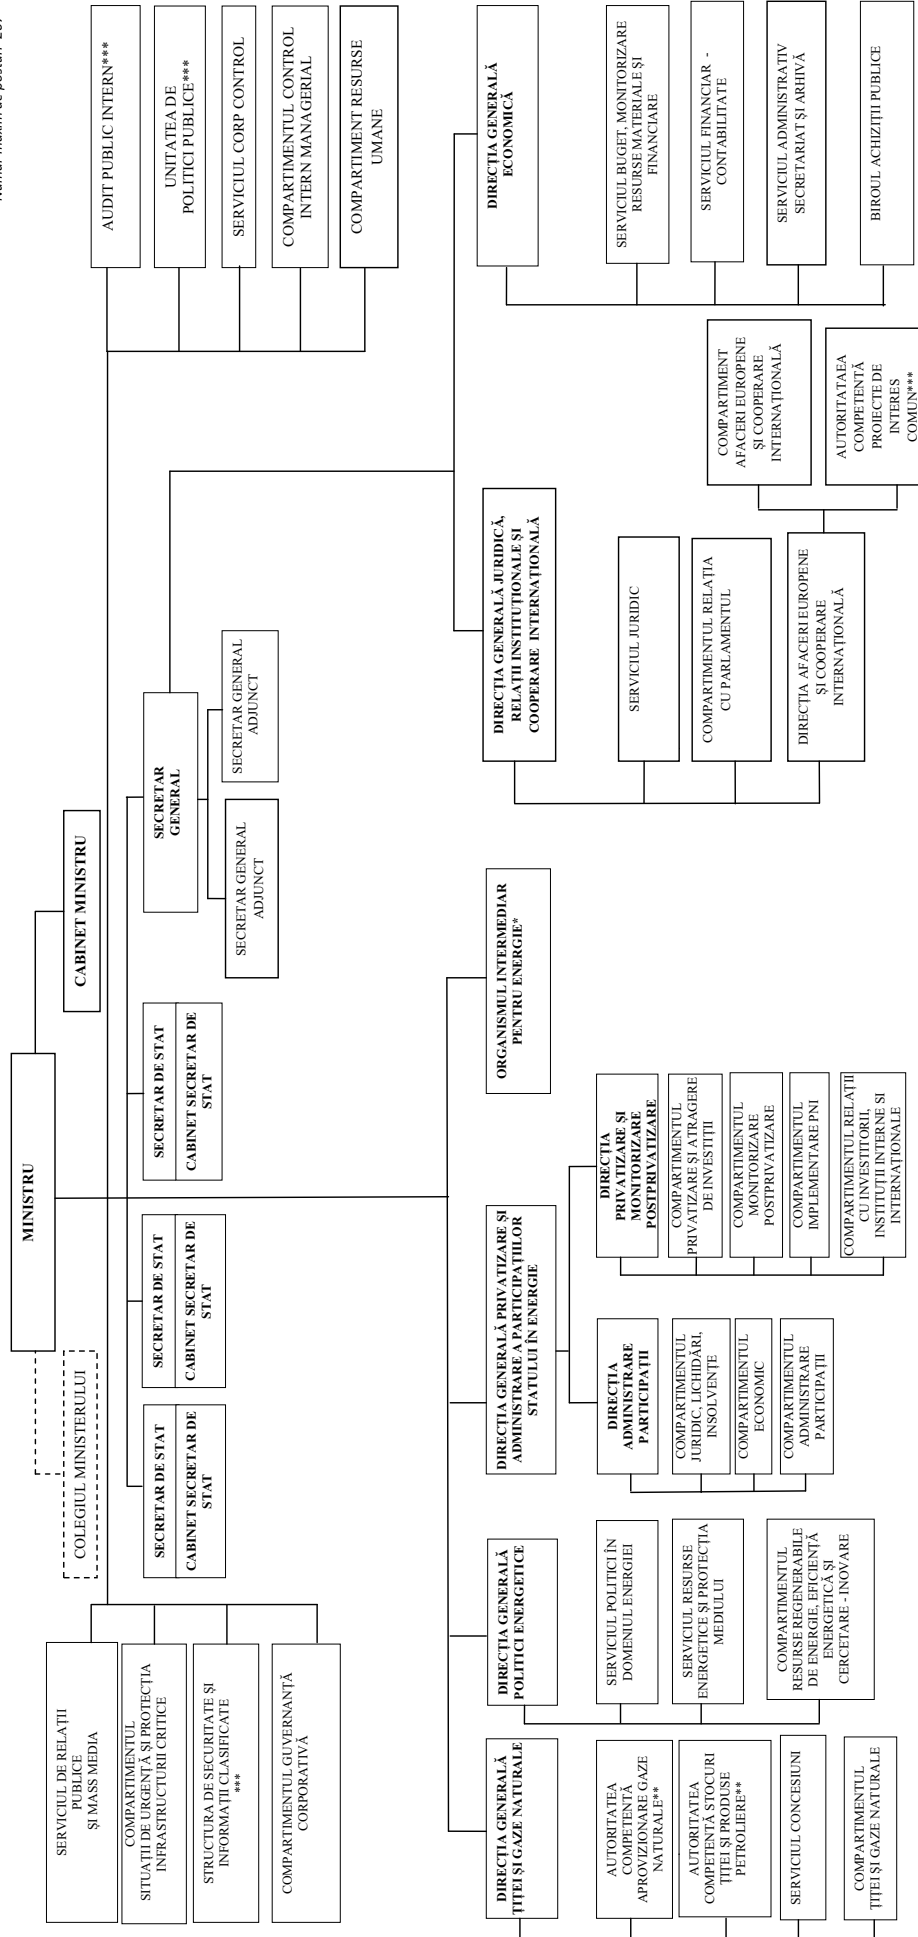 MINISTRU
COLEGIUL MINISTERULUI
CABINET MINISTRU
SERVICIUL DE RELAȚII
PUBLICE
ȘI MASS MEDIA
COMPARTIMENTUL
SITUAȚII DE URGENȚĂ ȘI PROTECȚIA
INFRASTRUCTURII CRITICE
STRUCTURA DE SECURITATE ȘI
INFORMAȚII CLASIFICATE
***
COMPARTIMENTUL GUVERNANȚĂ
CORPORATIVĂ
SECRETAR DE STAT
CABINET SECRETAR DE
STAT
SECRETAR DE STAT
CABINET SECRETAR DE
STAT
SECRETAR DE STAT
CABINET SECRETAR DE
STAT
SECRETAR
GENERAL
SECRETAR GENERAL
ADJUNCT
SECRETAR GENERAL
ADJUNCT
AUDIT PUBLIC INTERN***
UNITATEA DE
POLITICI PUBLICE***
SERVICIUL CORP CONTROL
COMPARTIMENTUL CONTROL
INTERN MANAGERIAL
COMPARTIMENT RESURSE
UMANE
DIRECȚIA GENERALĂ
ȚIȚEI ȘI GAZE NATURALE
AUTORITATEA
COMPETENTĂ
APROVIZIONARE GAZE
NATURALE**
AUTORITATEA
COMPETENTĂ STOCURI
ȚIȚEI ȘI PRODUSE
PETROLIERE**
SERVICIUL CONCESIUNI
COMPARTIMENTUL
ȚIȚEI ȘI GAZE NATURALE
DIRECȚIA GENERALĂ
POLITICI ENERGETICE
SERVICIUL POLITICI ÎN
DOMENIUL ENERGIEI
SERVICIUL RESURSE
ENERGETICE ȘI PROTECȚIA
MEDIULUI
COMPARTIMENTUL
RESURSE REGENERABILE
DE ENERGIE, EFICIENȚĂ
ENERGETICĂ ȘI
CERCETARE - INOVARE
DIRECȚIA GENERALĂ PRIVATIZARE ȘI
ADMINISTRARE A PARTICIPAȚIILOR
STATULUI ÎN ENERGIE
DIRECȚIA
ADMINISTRARE
PARTICIPAȚII
COMPARTIMENTUL
JURIDIC, LICHIDĂRI,
INSOLVENȚE
COMPARTIMENTUL
ECONOMIC
COMPARTIMENTUL
ADMINISTRARE
PARTICIPAȚII
DIRECȚIA
PRIVATIZARE ȘI
MONITORIZARE
POSTPRIVATIZARE
COMPARTIMENTUL
PRIVATIZARE ȘI ATRAGERE
DE INVESTIȚII
COMPARTIMENTUL
MONITORIZARE
POSTPRIVATIZARE
COMPARTIMENTUL
IMPLEMENTARE PNI
COMPARTIMENTUL RELAȚII
CU INVESTITORII,
INSTITUȚII INTERNE SI
INTERNAȚIONALE
ORGANISMUL INTERMEDIAR
PENTRU ENERGIE*
DIRECȚIA GENERALĂ JURIDICĂ,
RELAȚII INSTITUȚIONALE ȘI
COOPERARE INTERNAȚIONALĂ
SERVICIUL JURIDIC
COMPARTIMENTUL RELAȚIA
CU PARLAMENTUL
DIRECȚIA AFACERI EUROPENE
ȘI COOPERARE
INTERNAȚIONALĂ
COMPARTIMENT
AFACERI EUROPENE
ȘI COOPERARE
INTERNAȚIONALĂ
AUTORITATAEA
COMPETENTĂ
PROIECTE DE
INTERES
COMUN***
DIRECȚIA GENERALĂ
ECONOMICĂ
SERVICIUL BUGET, MONITORIZARE
RESURSE MATERIALE ȘI
FINANCIARE
SERVICIUL FINANCIAR -
CONTABILITATE
SERVICIUL ADMINISTRATIV
SECRETARIAT ȘI ARHIVĂ
BIROUL ACHIZIȚII PUBLICE